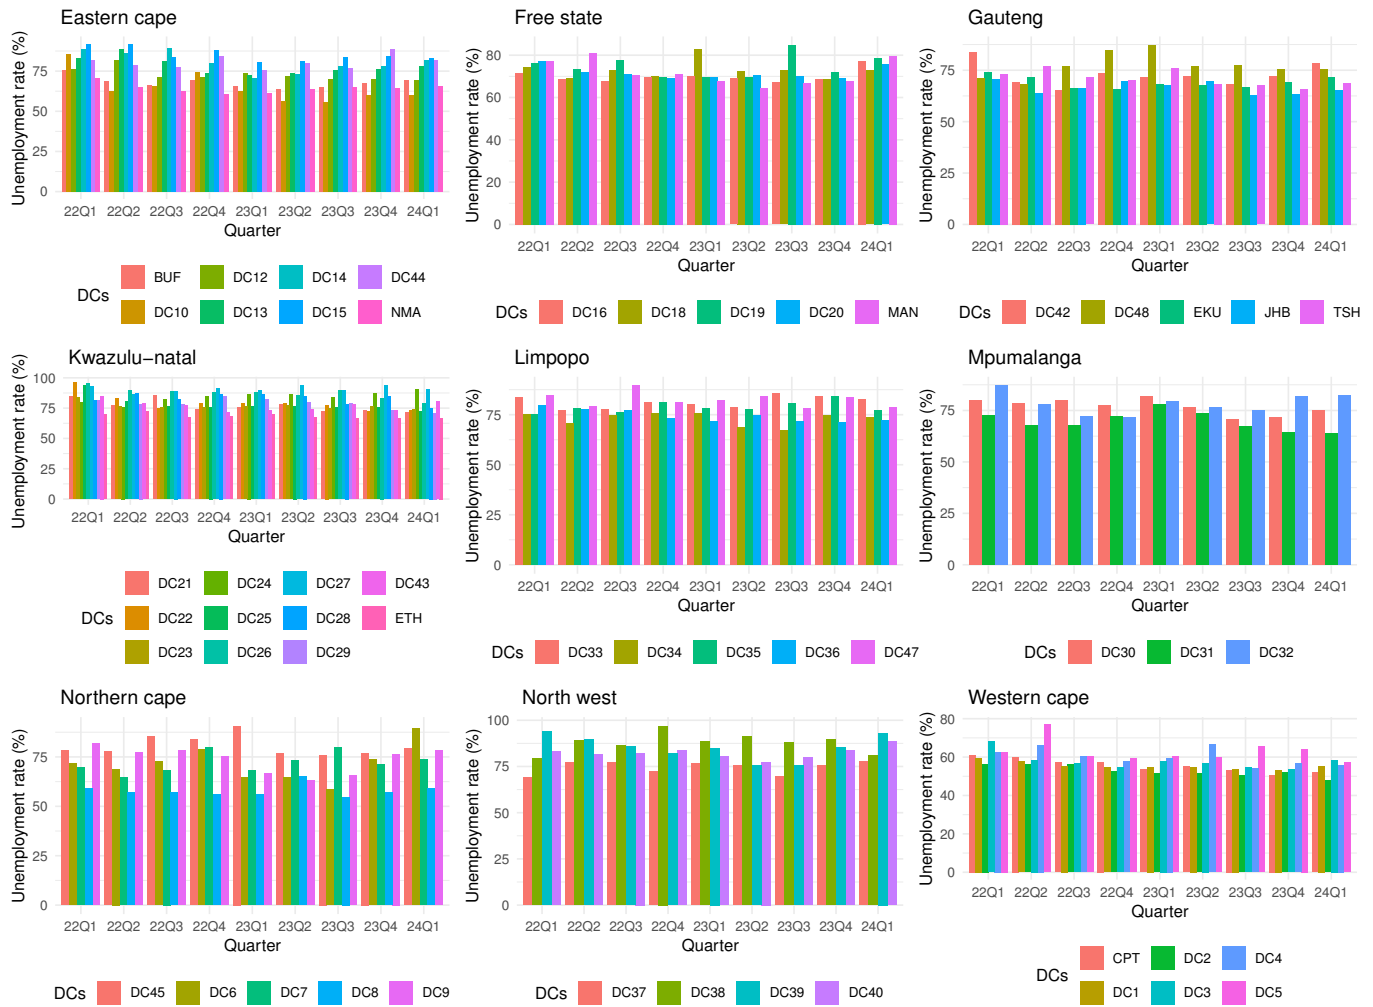 Eastern cape
Unemployment rate (%)
75
50
25
0
22Q1 22Q2 22Q3 22Q4 23Q1 23Q2 23Q3 23Q4 24Q1
Quarter
DCs
BUF DC12 DC14 DC44
DC10 DC13 DC15 NMA
Free state
Unemployment rate (%)
80
60
40
20
0
22Q1 22Q2 22Q3 22Q4 23Q1 23Q2 23Q3 23Q4 24Q1
Quarter
DCs DC16 DC18 DC19 DC20 MAN
Gauteng
Unemployment rate (%)
75
50
25
0
22Q1 22Q2 22Q3 22Q4 23Q1 23Q2 23Q3 23Q4 24Q1
Quarter
DCs DC42 DC48 EKU JHB TSH
Kwazulu−natal
Unemployment rate (%)
100
75
50
25
0
22Q1 22Q2 22Q3 22Q4 23Q1 23Q2 23Q3 23Q4 24Q1
Quarter
DCs
DC21 DC24 DC27 DC43
DC22 DC25 DC28 ETH
DC23 DC26 DC29
Limpopo
Unemployment rate (%)
75
50
25
0
22Q1 22Q2 22Q3 22Q4 23Q1 23Q2 23Q3 23Q4 24Q1
Quarter
DCs DC33 DC34 DC35 DC36 DC47
Mpumalanga
Unemployment rate (%)
75
50
25
0
22Q1 22Q2 22Q3 22Q4 23Q1 23Q2 23Q3 23Q4 24Q1
Quarter
DCs DC30 DC31 DC32
Northern cape
Unemployment rate (%)
75
50
25
0
22Q1 22Q2 22Q3 22Q4 23Q1 23Q2 23Q3 23Q4 24Q1
Quarter
DCs DC45 DC6 DC7 DC8 DC9
North west
Unemployment rate (%)
100
75
50
25
0
22Q1 22Q2 22Q3 22Q4 23Q1 23Q2 23Q3 23Q4 24Q1
Quarter
DCs DC37 DC38 DC39 DC40
Western cape
Unemployment rate (%)
80
60
40
20
0
22Q1 22Q2 22Q3 22Q4 23Q1 23Q2 23Q3 23Q4 24Q1
Quarter
DCs
CPT DC2 DC4
DC1 DC3 DC5